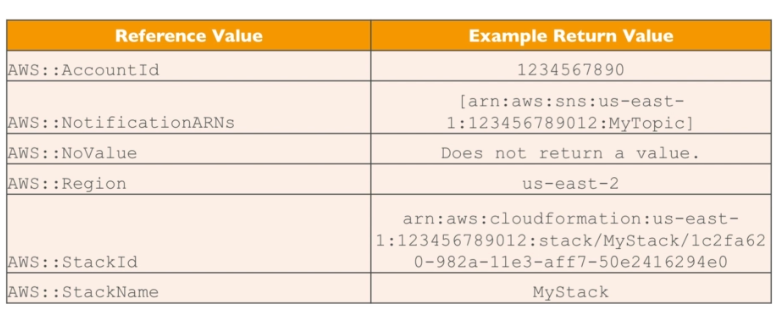 Reference Value Example Return Value
AWS::AccountId 1234567890
[arn:aws:sns:us-east-
AWS::NotificationARNs 1:123456789012:MyTopic]
AWS::NoValue Does not return a value.
AWS::Region us-east-2
arn:aws:cloudformation:us-east-
1:123456789012:stack/MyStack/1c2fa62
AWS::StackId 0-982a-11e3-aff7-50e2416294e0
AWS::StackName MyStack